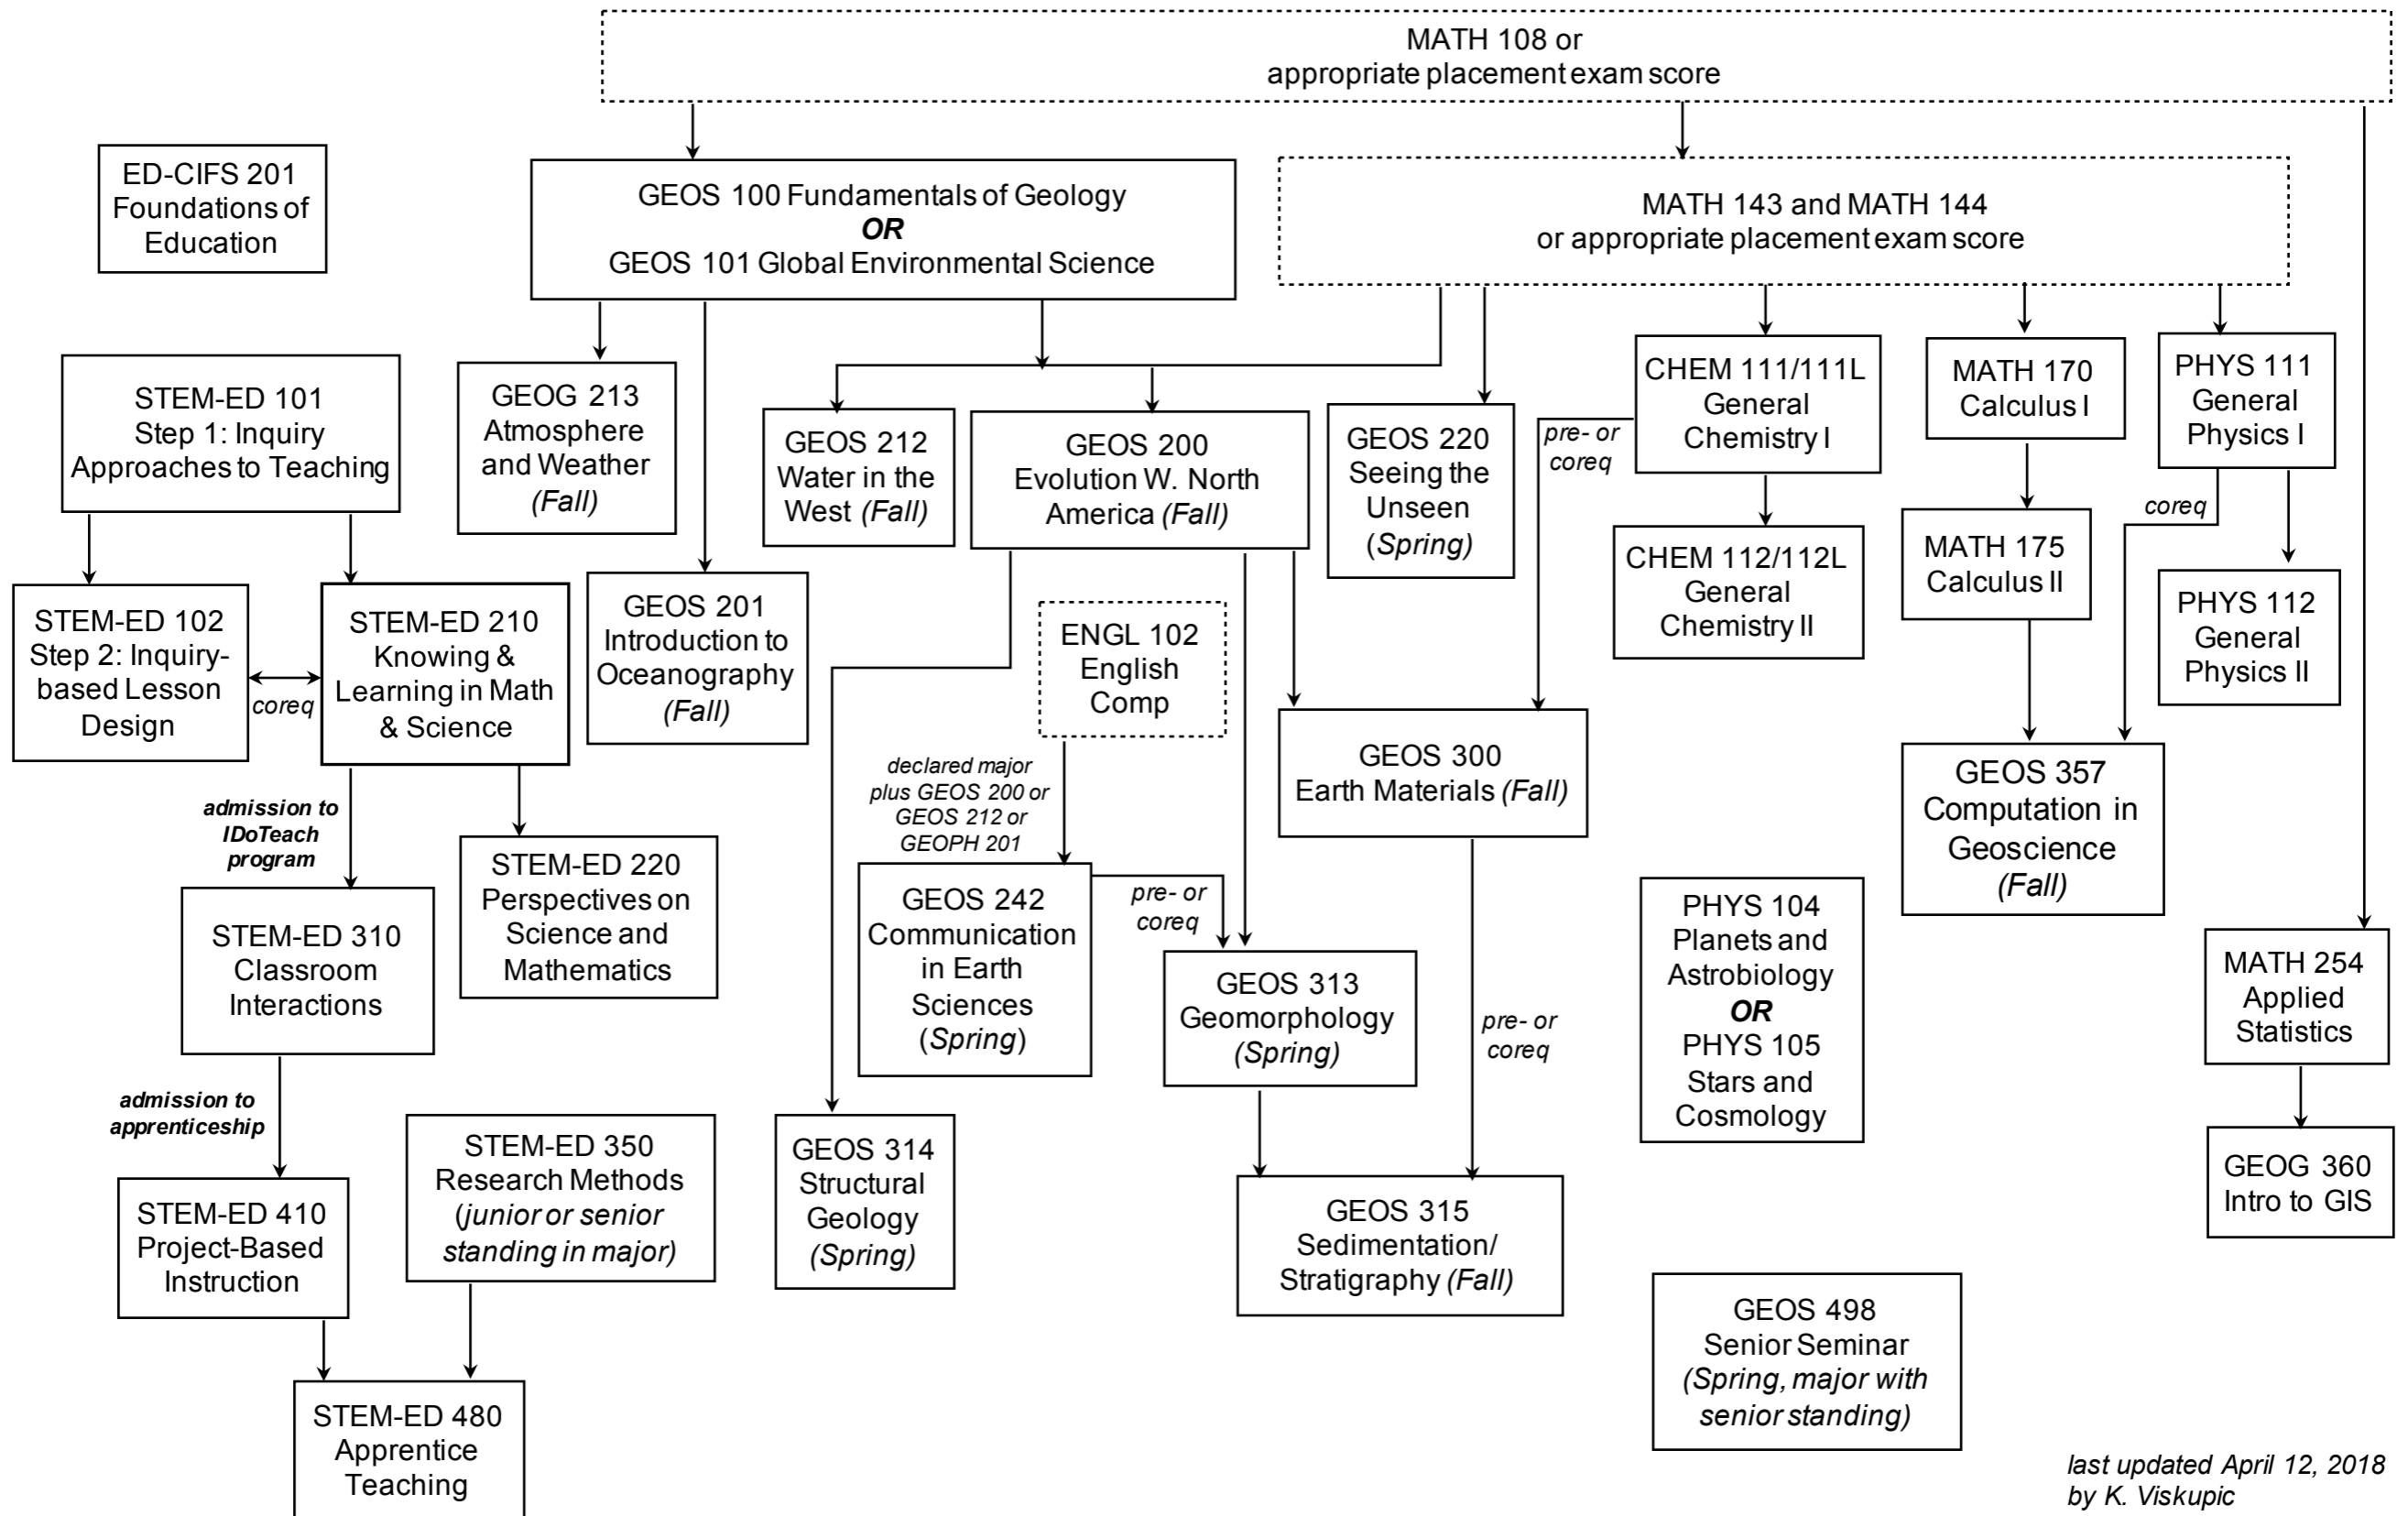 MATH 108 or
appropriate placement exam score
ED-CIFS 201
Foundations of
Education
GEOS 100 Fundamentals of Geology
OR
GEOS 101 Global Environmental Science
MATH 143 and MATH 144
or appropriate placement exam score
STEM-ED 101
Step 1: Inquiry
Approaches to Teaching
GEOG 213
Atmosphere
and Weather
(Fall)
GEOS 212
Water in the
West (Fall)
GEOS 200
Evolution W. North
America (Fall)
GEOS 220
Seeing the
Unseen
(Spring)
pre- or
coreq
CHEM 111/111L
General
Chemistry I
MATH 170
Calculus I
PHYS 111
General
Physics I
coreq
CHEM 112/112L
General
Chemistry II
MATH 175
Calculus II
PHYS 112
General
Physics II
STEM-ED 102
Step 2: Inquiry-
based Lesson
Design
coreq
STEM-ED 210
Knowing &
Learning in Math
& Science
GEOS 201
Introduction to
Oceanography
(Fall)
ENGL 102
English
Comp
declared major
plus GEOS 200 or
GEOS 212 or
GEOPH 201
GEOS 300
Earth Materials (Fall)
GEOS 357
Computation in
Geoscience
(Fall)
admission to
IDoTeach
program
STEM-ED 220
Perspectives on
Science and
Mathematics
GEOS 242
Communication
in Earth
Sciences
(Spring)
pre- or
coreq
STEM-ED 310
Classroom
Interactions
GEOS 313
Geomorphology
(Spring)
pre- or
coreq
PHYS 104
Planets and
Astrobiology
OR
PHYS 105
Stars and
Cosmology
MATH 254
Applied
Statistics
admission to
apprenticeship
STEM-ED 350
Research Methods
(junior or senior
standing in major)
GEOS 314
Structural
Geology
(Spring)
GEOS 315
Sedimentation/
Stratigraphy (Fall)
GEOG 360
Intro to GIS
STEM-ED 410
Project-Based
Instruction
GEOS 498
Senior Seminar
(Spring, major with
senior standing)
STEM-ED 480
Apprentice
Teaching
last updated April 12, 2018
by K. Viskupic